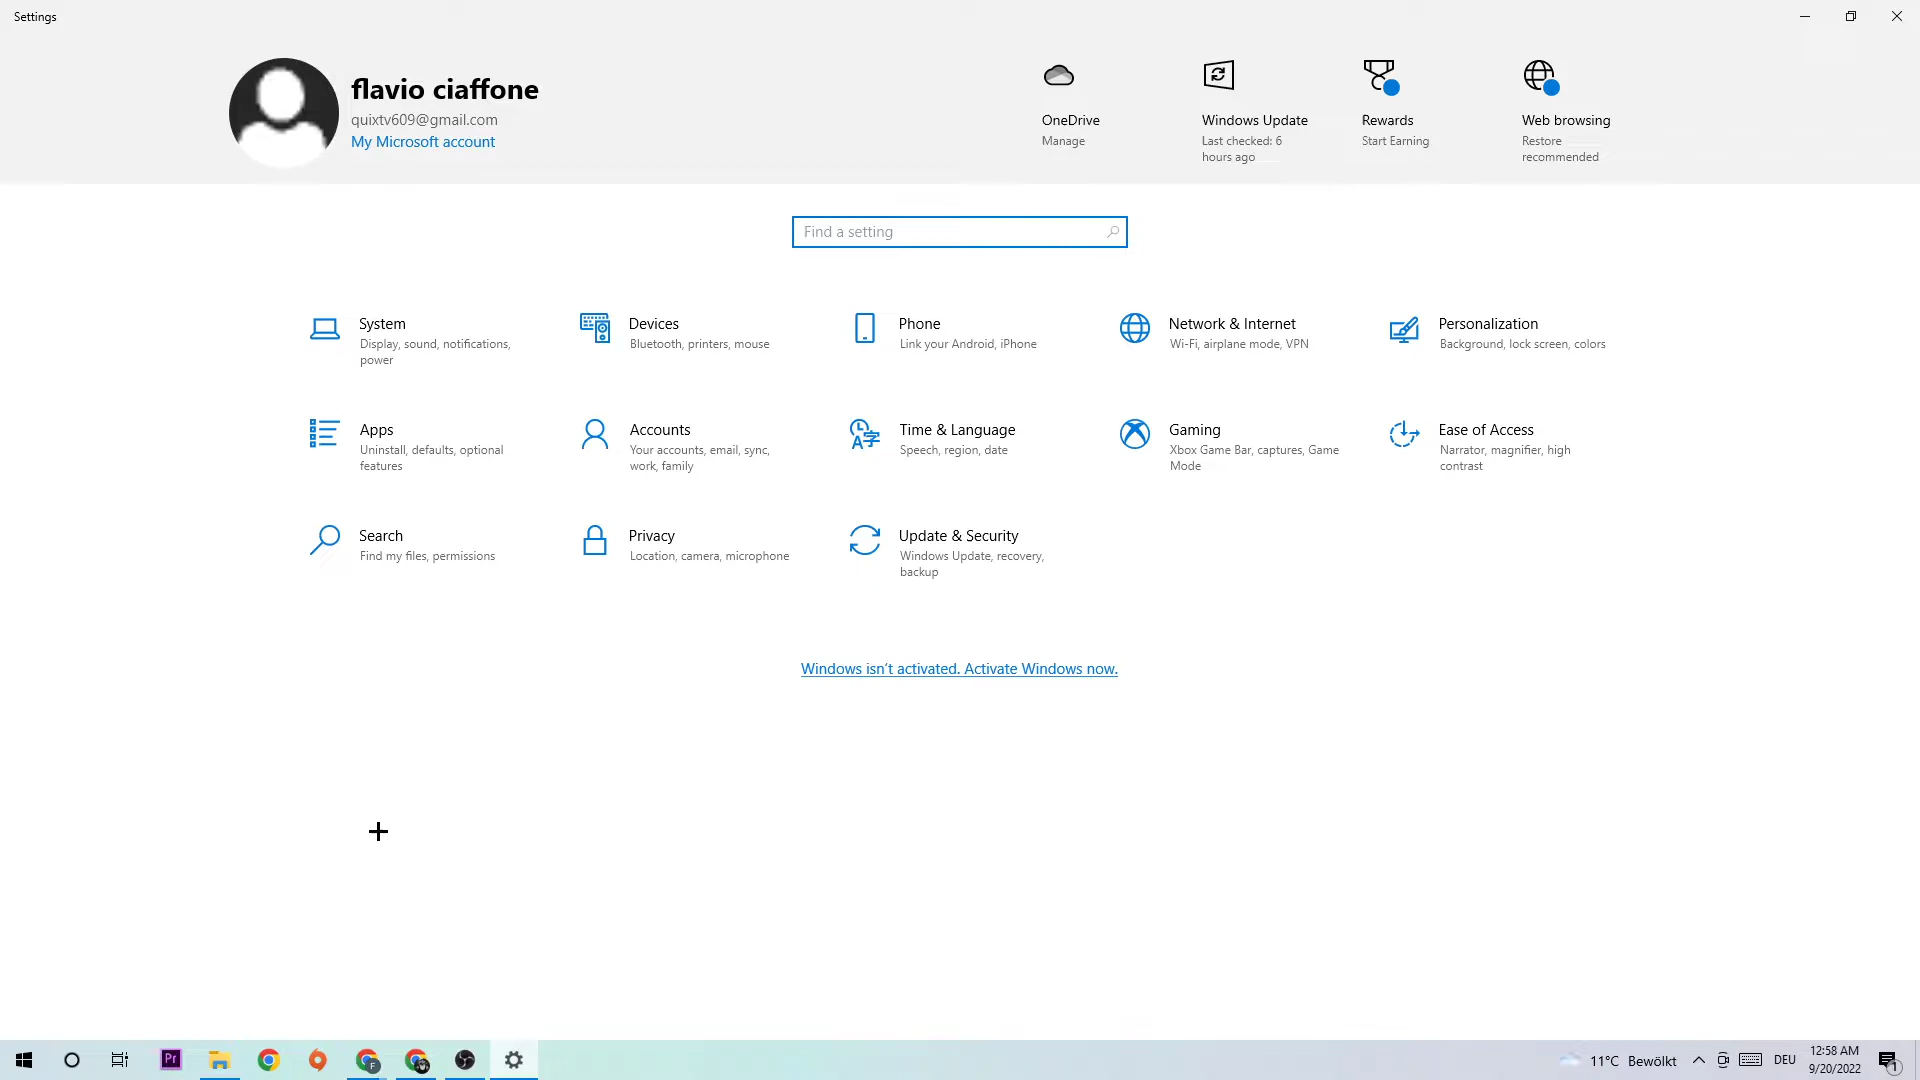 Settings
flavio ciaffone
quixtv609@gmail.com
My Microsoft account
OneDrive
Manage
Windows Update
Last checked: 6
hours ago
Rewards
Start Earning
Web browsing
Restore
recommended
Find a setting
System
Display, sound, notifications,
power
Devices
Bluetooth, printers, mouse
Phone
Link your Android, iPhone
Network & Internet
Wi-Fi, airplane mode, VPN
Personalization
Background, lock screen, colors
Apps
Uninstall, defaults, optional
features
Accounts
Your accounts, email, sync,
work, family
Time & Language
Speech, region, date
Gaming
Xbox Game Bar, captures, Game
Mode
Ease of Access
Narrator, magnifier, high
contrast
Search
Find my files, permissions
Privacy
Location, camera, microphone
Update & Security
Windows Update, recovery,
backup
Windows isn't activated. Activate Windows now.
Pr
F
11°C Bewölkt
DEU
12:58 AM
9/20/2022
1